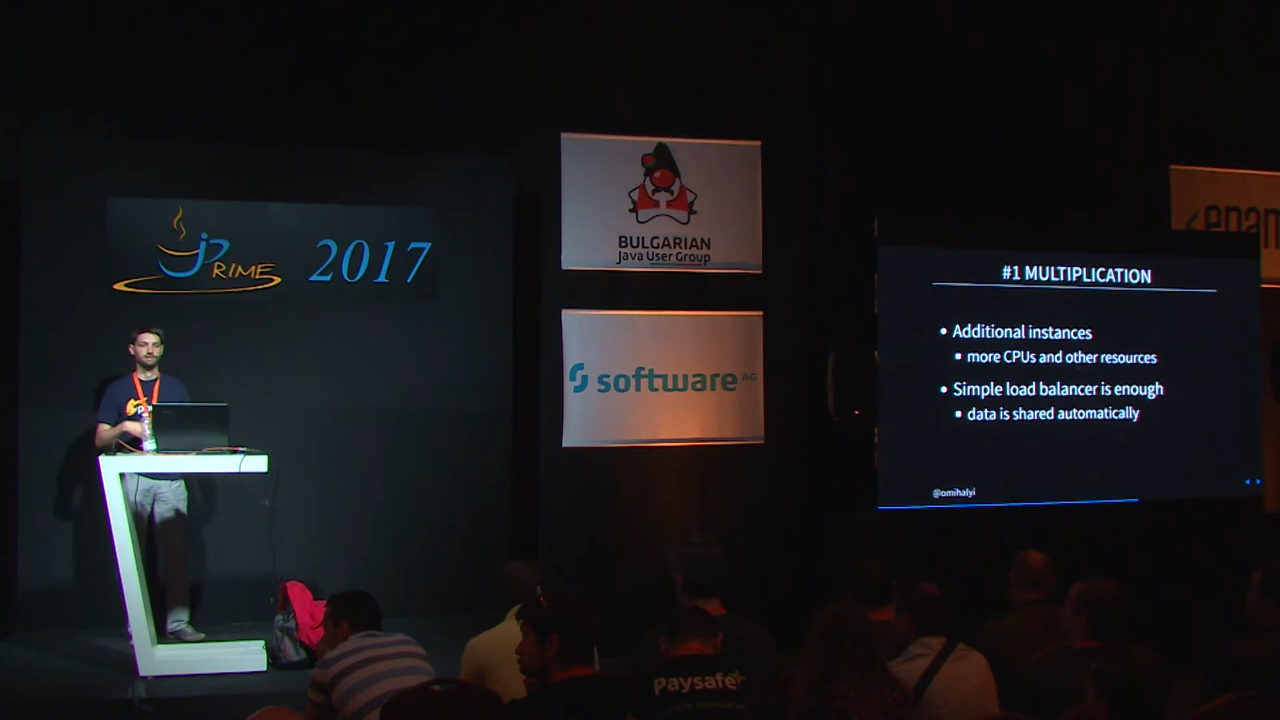 jPRIME 2017
BULGARIAN
Java User Group
software AG
#1 MULTIPLICATION
• Additional instances
▪ more CPUs and other resources
• Simple load balancer is enough
▪ data is shared automatically
@omihalyi
paysafe